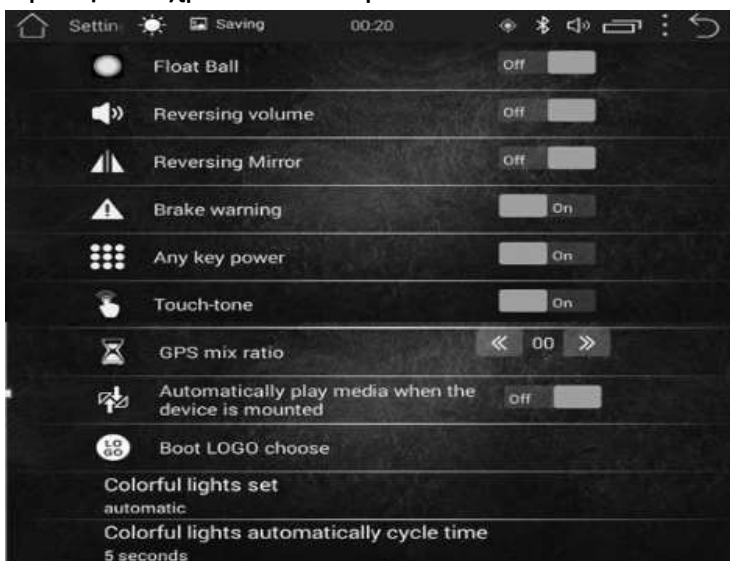 Settin
Saving
00:20
Float Ball
Off
Reversing volume
Off
Reversing Mirror
Off
Brake warning
On
Any key power
On
Touch-tone
On
GPS mix ratio
00
Automatically play media when the
device is mounted
Off
LO
GO
Boot LOGO choose
Colorful lights set
automatic
Colorful lights automatically cycle time
5 seconds